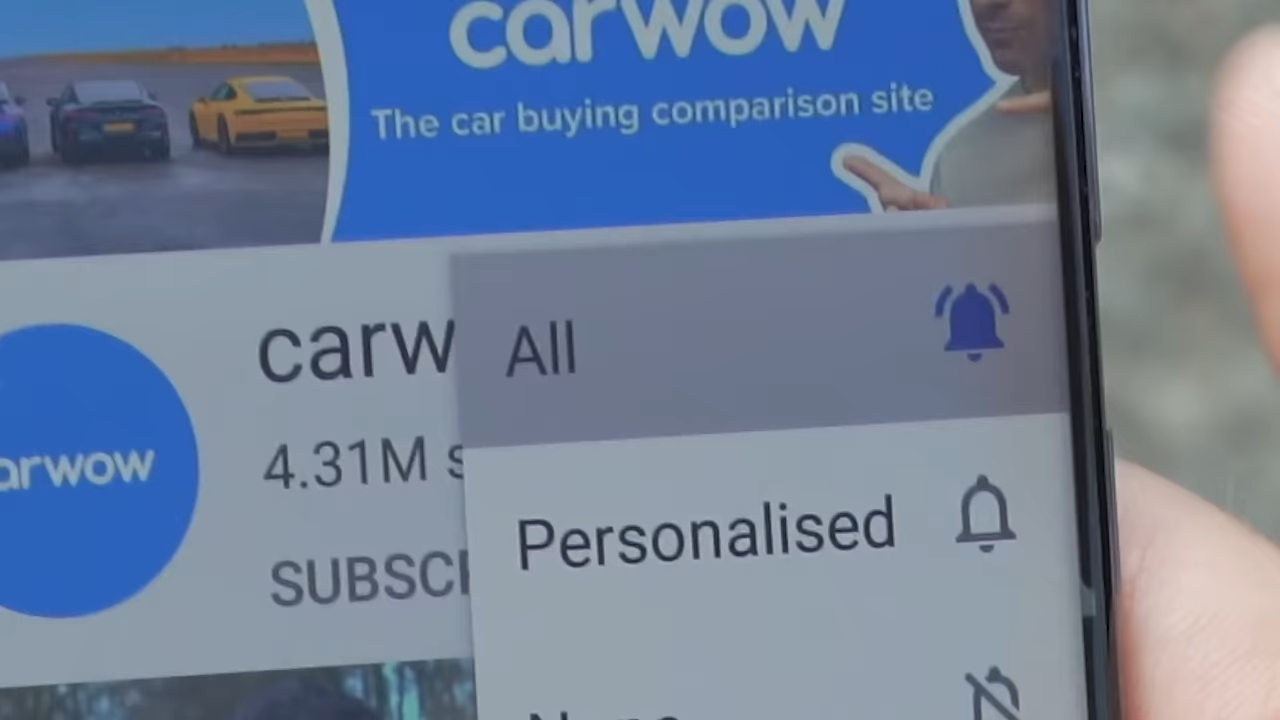 carwow
The car buying comparison site
carw
All
4.31M s
arwow
Personalised
SUBSC